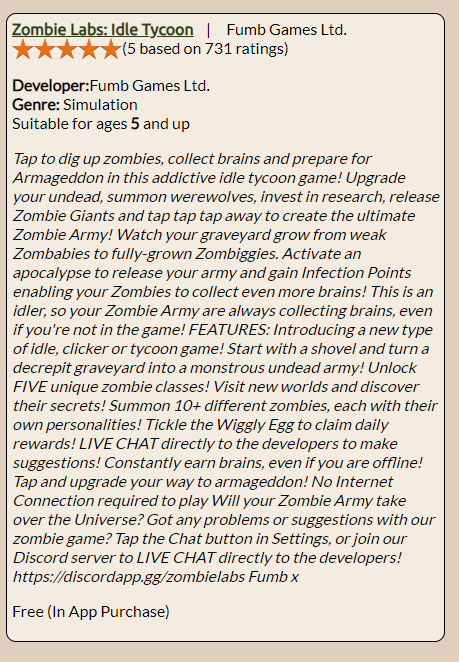 Zombie Labs: Idle Tycoon | Fumb Games Ltd.
(5 based on 731 ratings)
Developer:Fumb Games Ltd.
Genre: Simulation
Suitable for ages 5 and up
Tap to dig up zombies, collect brains and prepare for
Armageddon in this addictive idle tycoon game! Upgrade
your undead, summon werewolves, invest in research, release
Zombie Giants and tap tap tap away to create the ultimate
Zombie Army! Watch your graveyard grow from weak
Zombabies to fully-grown Zombiggies. Activate an
apocalypse to release your army and gain Infection Points
enabling your Zombies to collect even more brains! This is an
idler, so your Zombie Army are always collecting brains, even
if you're not in the game! FEATURES: Introducing a new type
of idle, clicker or tycoon game! Start with a shovel and turn a
decrepit graveyard into a monstrous undead army! Unlock
FIVE unique zombie classes! Visit new worlds and discover
their secrets! Summon 10+ different zombies, each with their
own personalities! Tickle the Wiggly Egg to claim daily
rewards! LIVE CHAT directly to the developers to make
suggestions! Constantly earn brains, even if you are offline!
Tap and upgrade your way to armageddon! No Internet
Connection required to play Will your Zombie Army take
over the Universe? Got any problems or suggestions with our
zombie game? Tap the Chat button in Settings, or join our
Discord server to LIVE CHAT directly to the developers!
https://discordapp.gg/zombielabs Fumb x
Free (In App Purchase)